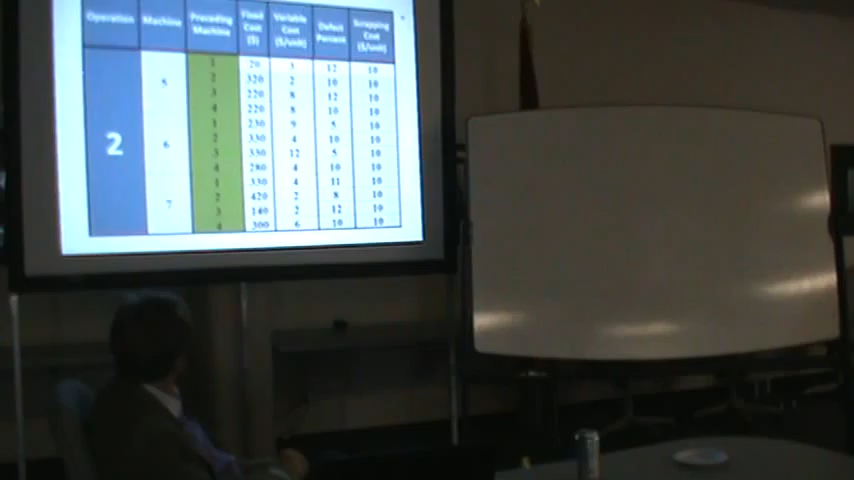 Operation Machine Preceding Machine Fixed Cost ($) Variable Cost ($/unit) Defect Percent Scrapping Cost ($/unit)
2
5
1 20 3 12 10
2 320 2 10 10
3 220 8 12 10
4 220 8 10 10
6
1 230 9 5 10
2 330 4 10 10
3 330 12 5 10
4 280 4 10 10
7
1 330 4 11 10
2 420 2 8 10
3 140 2 12 10
4 300 6 10 10